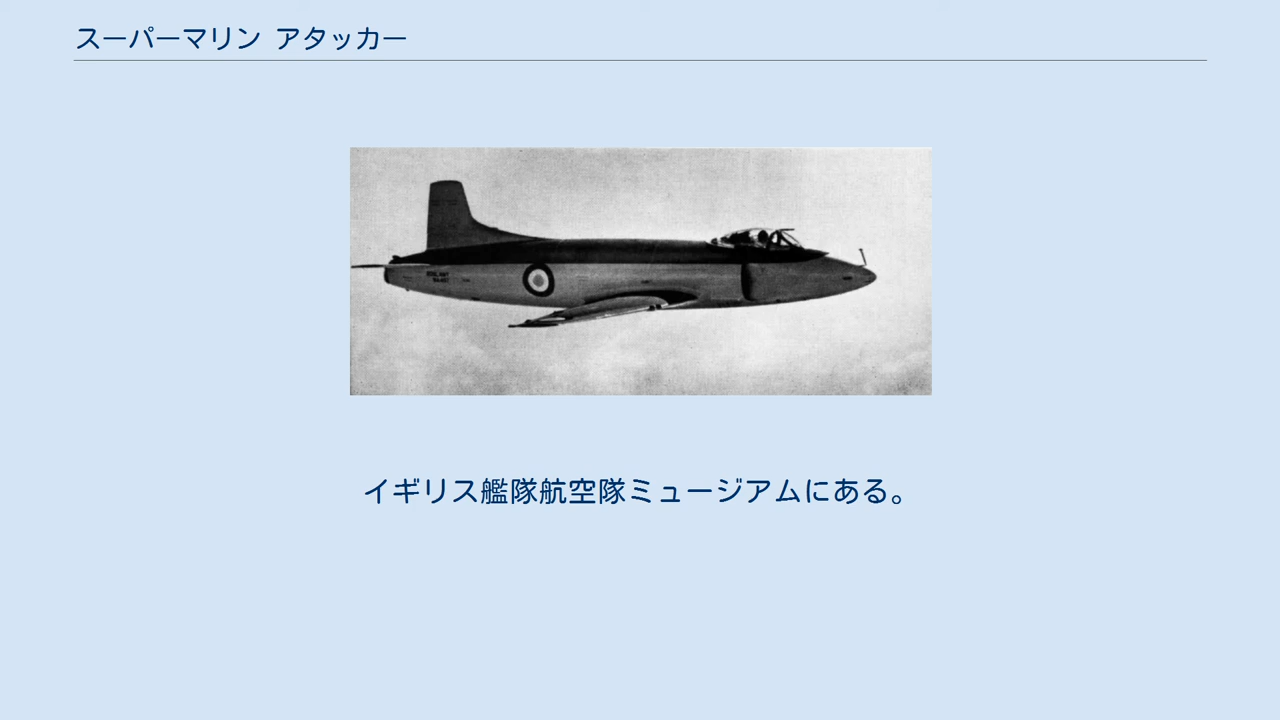 スーパーマリン アタッカー
イギリス艦隊航空隊ミュージアムにある。